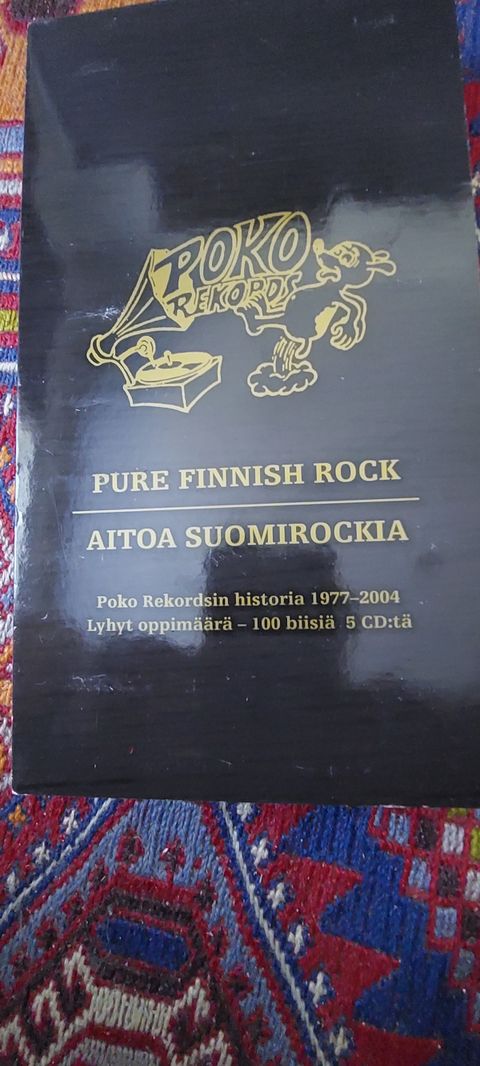 POKO
REKORDS
PURE FINNISH ROCK
AITOA SUOMIROCKIA
Poko Rekordsin historia 1977–2004
Lyhyt oppimäärä – 100 biisiä 5 CD:tä